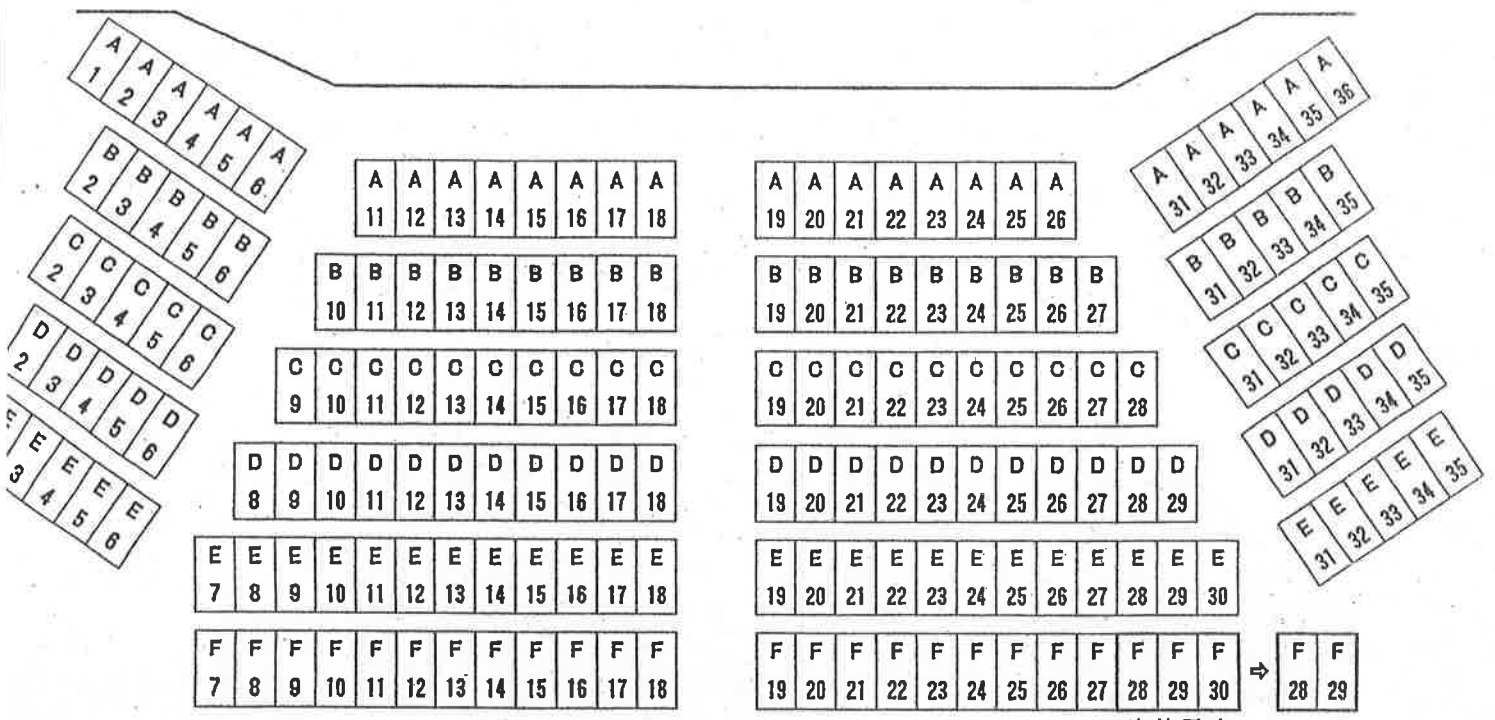 A A A A A A
1 2 3 4 5 6
B B B B B
2 3 4 5 6
C C C C C
2 3 4 5 6
D D D D D
2 3 4 5 6
E E E E
3 4 5 6
A A A A A A A A
11 12 13 14 15 16 17 18
B B B B B B B B B
10 11 12 13 14 15 16 17 18
C C C C C C C C C C
9 10 11 12 13 14 15 16 17 18
D D D D D D D D D D D
8 9 10 11 12 13 14 15 16 17 18
E E E E E E E E E E E E
7 8 9 10 11 12 13 14 15 16 17 18
F F F F F F F F F F F F
7 8 9 10 11 12 13 14 15 16 17 18
A A A A A A A A
19 20 21 22 23 24 25 26
B B B B B B B B B
19 20 21 22 23 24 25 26 27
C C C C C C C C C C
19 20 21 22 23 24 25 26 27 28
D D D D D D D D D D D
19 20 21 22 23 24 25 26 27 28 29
E E E E E E E E E E E E
19 20 21 22 23 24 25 26 27 28 29 30
F F F F F F F F F F F F ⇨ F F
19 20 21 22 23 24 25 26 27 28 29 30 28 29
A A A A A A
31 32 33 34 35 36
B B B B B
31 32 33 34 35
C C C C C
31 32 33 34 35
D D D D D
31 32 33 34 35
E E E E E
31 32 33 34 35